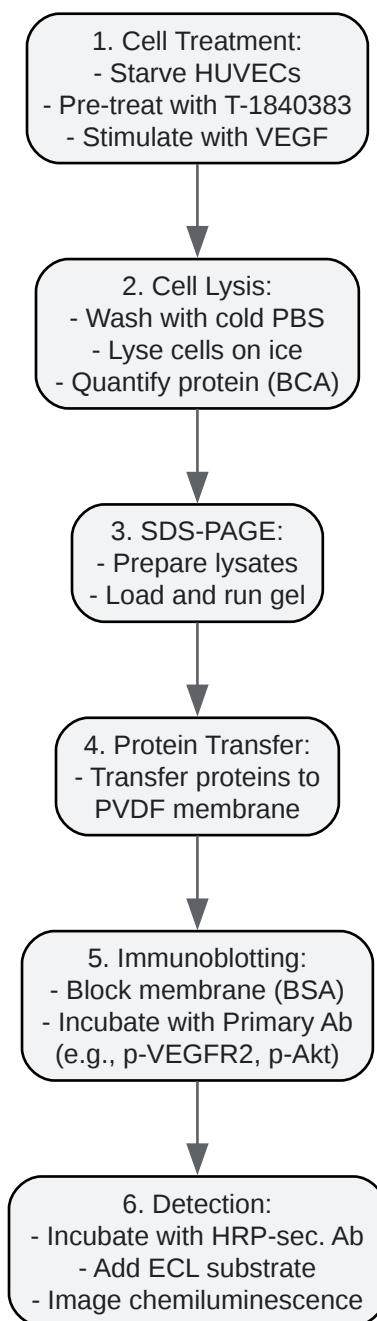 1. Cell Treatment:
- Starve HUVECs
- Pre-treat with T-1840383
- Stimulate with VEGF
2. Cell Lysis:
- Wash with cold PBS
- Lyse cells on ice
- Quantify protein (BCA)
3. SDS-PAGE:
- Prepare lysates
- Load and run gel
4. Protein Transfer:
- Transfer proteins to
PVDF membrane
5. Immunoblotting:
- Block membrane (BSA)
- Incubate with Primary Ab
(e.g., p-VEGFR2, p-Akt)
6. Detection:
- Incubate with HRP-sec. Ab
- Add ECL substrate
- Image chemiluminescence